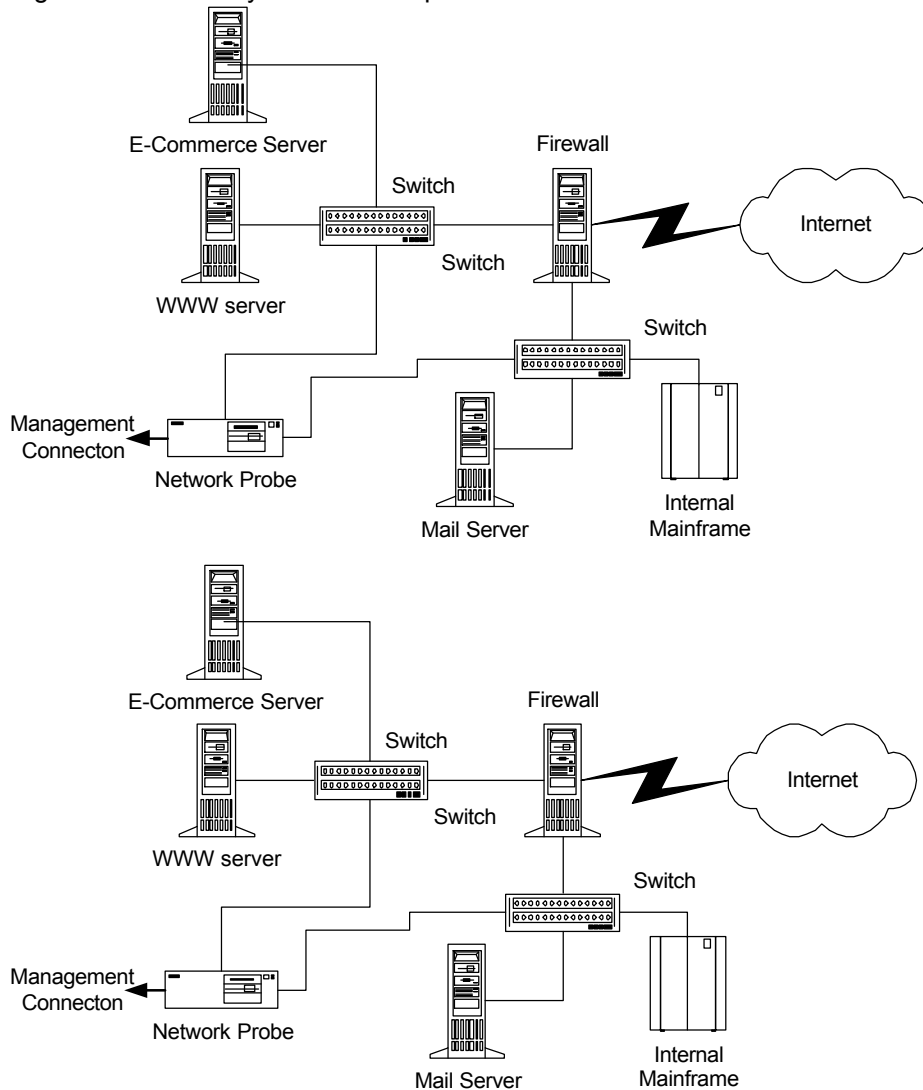 E-Commerce Server
Firewall
Switch
Internet
Switch
WWW server
Switch
Management
Connecton
Network Probe
Mail Server
Internal
Mainframe
E-Commerce Server
Firewall
Switch
Internet
Switch
WWW server
Switch
Management
Connecton
Network Probe
Mail Server
Internal
Mainframe